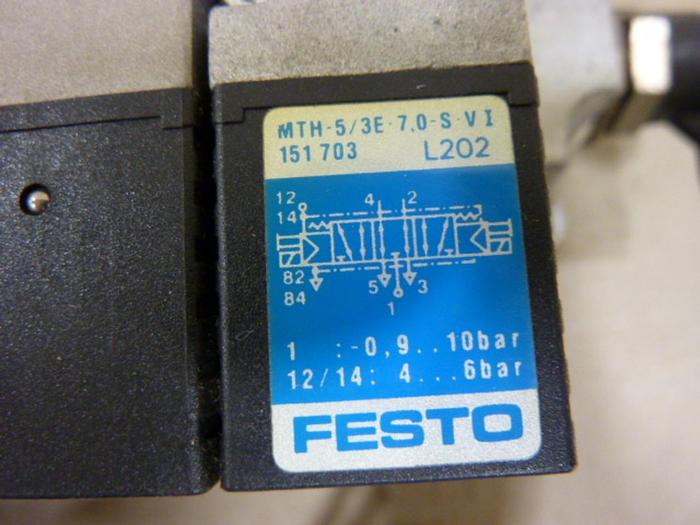 MTH-5/3E-7,0-S-VI
151 703 L202
12 4 2
14
82
84 5 3
1
1 :-0,9..10bar
12/14: 4...6bar
FESTO